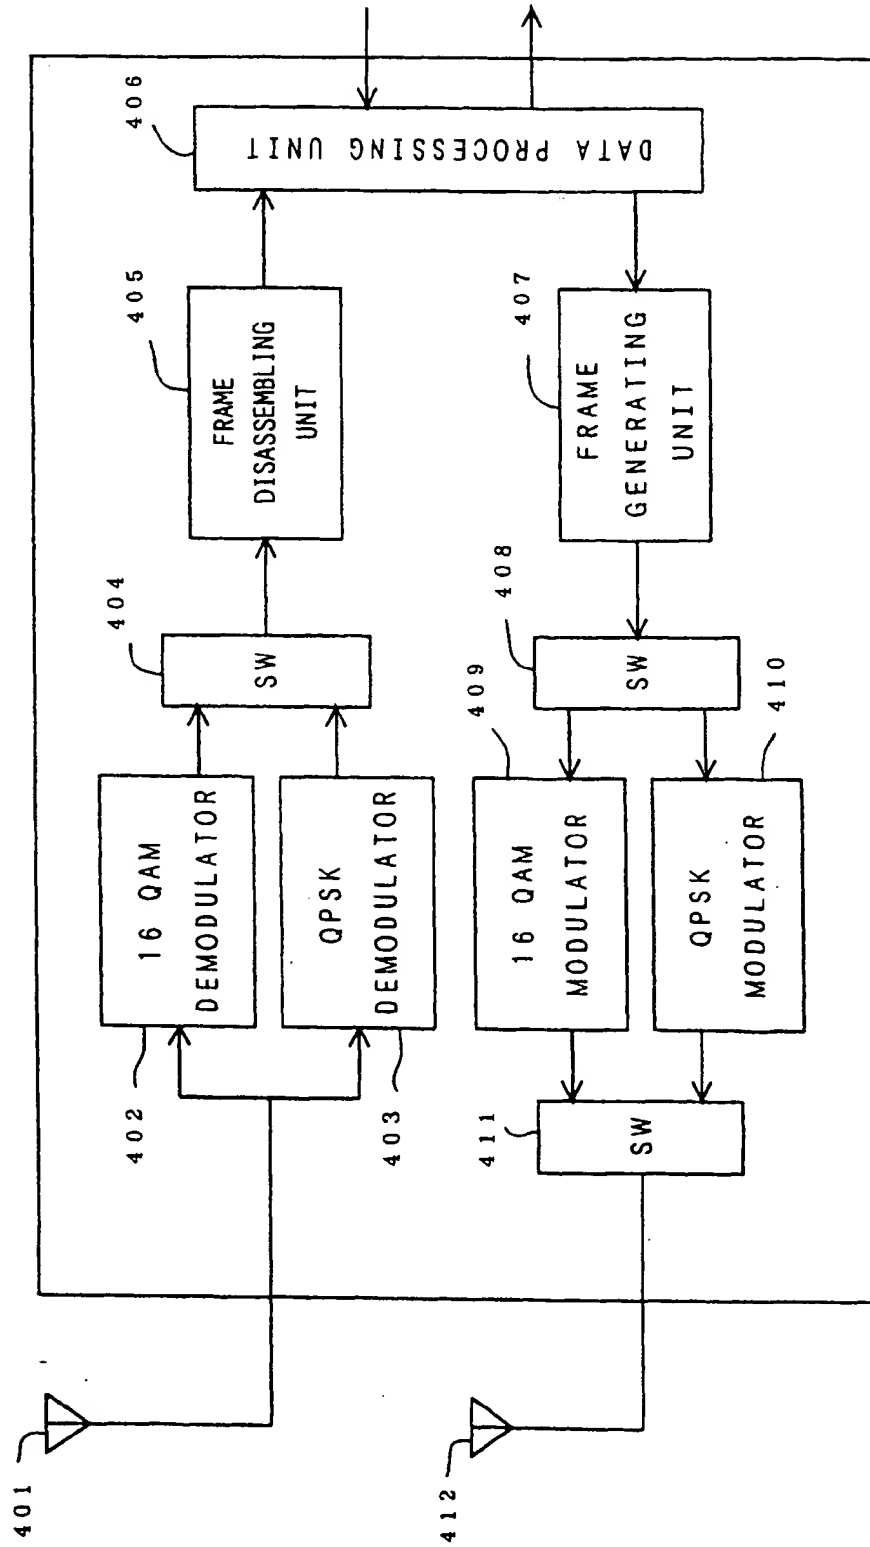 401
402
16 QAM
DEMODULATOR
403
QPSK
DEMODULATOR
404
SW
405
FRAME
DISASSEMBLING
UNIT
406
DATA PROCESSING UNIT
407
FRAME
GENERATING
UNIT
408
SW
409
16 QAM
MODULATOR
410
QPSK
MODULATOR
411
SW
412